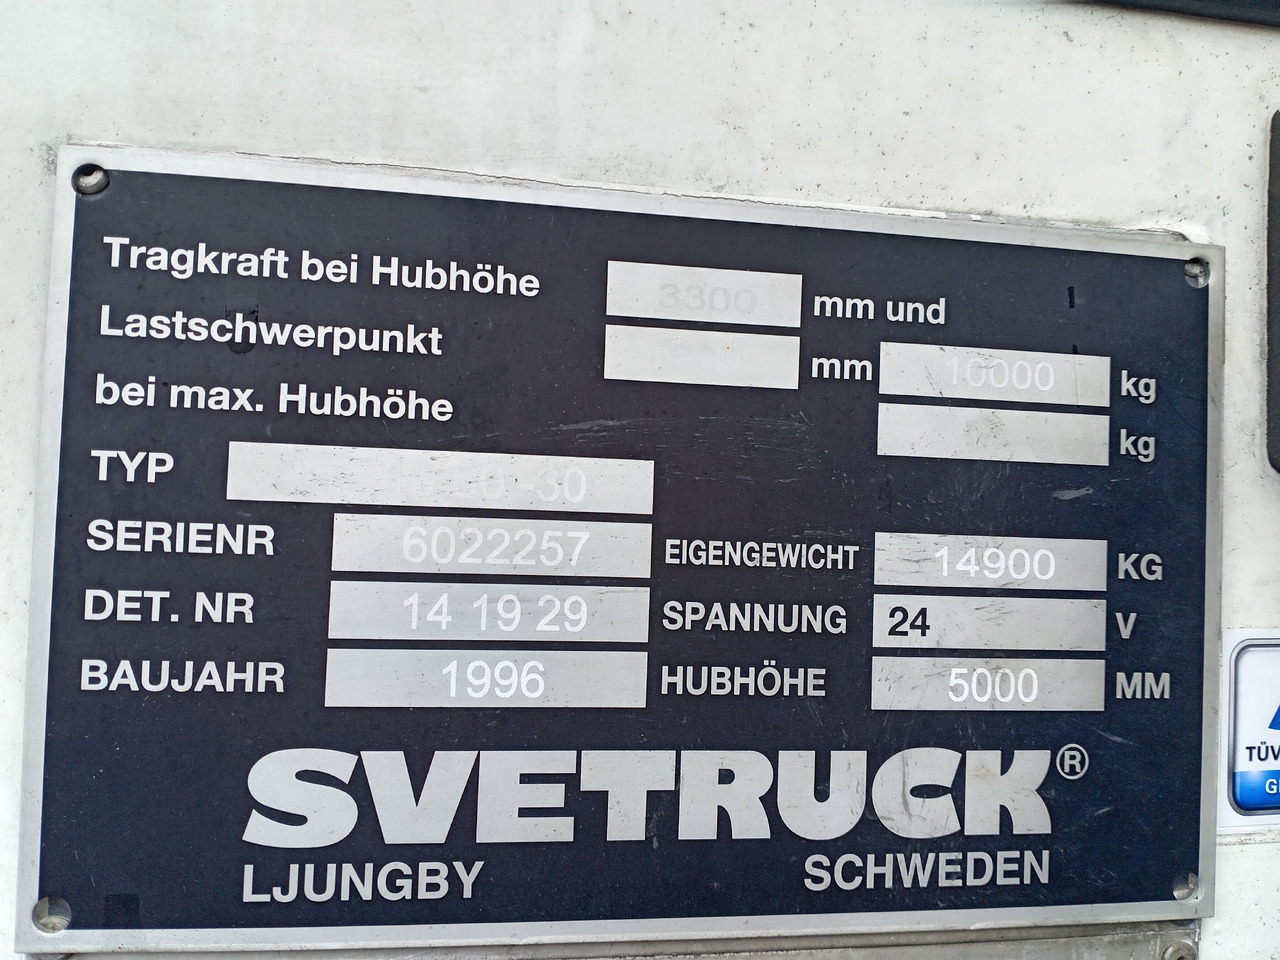 Tragkraft bei Hubhöhe 3300 mm und
Lastschwerpunkt mm 10000 kg
bei max. Hubhöhe kg
TYP
SERIENR 6022257 EIGENGEWICHT 14900 KG
DET. NR 14 19 29 SPANNUNG 24 V
BAUJAHR 1996 HUBHÖHE 5000 MM
SVETRUCK®
LJUNGBY SCHWEDEN
TÜV